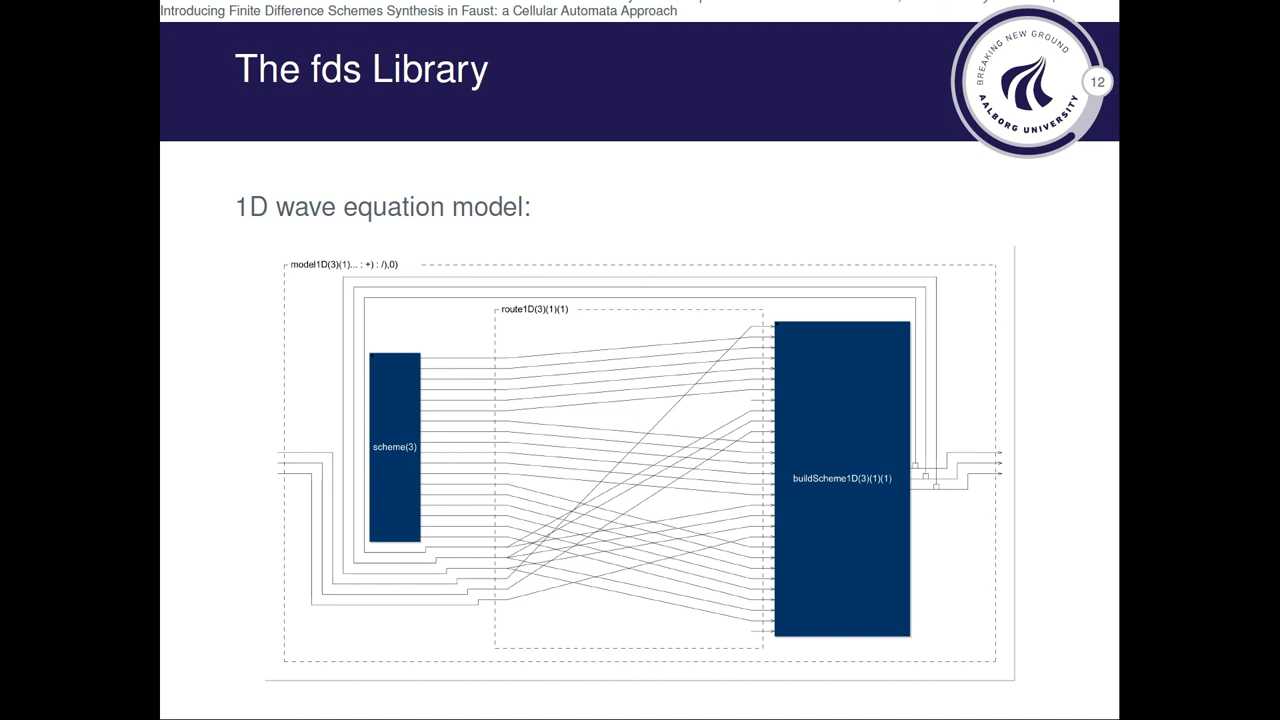 Introducing Finite Difference Schemes Synthesis in Faust: a Cellular Automata Approach
The fds Library
BREAKING NEW GROUND
AALBORG UNIVERSITY
12
1D wave equation model:
model1D(3)(1)... : +) : /),0)
route1D(3)(1)(1)
scheme(3)
buildScheme1D(3)(1)(1)